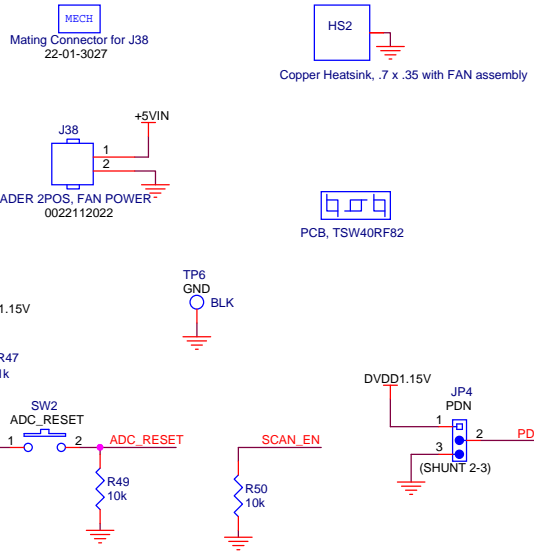 MECH
Mating Connector for J38
22-01-3027
HS2
Copper Heatsink, .7 x .35 with FAN assembly
+5VIN
J38
1
2
ADER 2POS, FAN POWER
0022112022
PCB, TSW40RF82
TP6
GND
BLK
1.15V
R47
1k
SW2
ADC_RESET
1 2
ADC_RESET
R49
10k
SCAN_EN
R50
10k
DVDD1.15V
JP4
PDN
1
2
3
PD
(SHUNT 2-3)